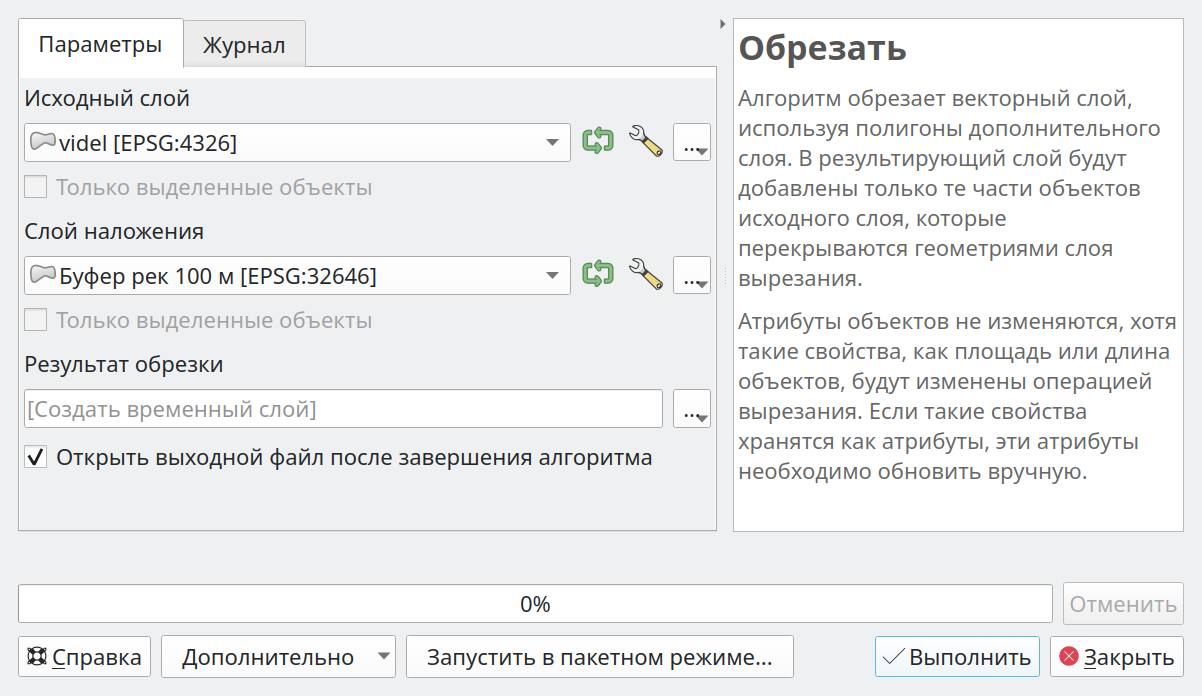 Параметры
Журнал
Исходный слой
videl [EPSG:4326]
...
Только выделенные объекты
Слой наложения
Буфер рек 100 м [EPSG:32646]
...
Только выделенные объекты
Результат обрезки
[Создать временный слой]
...
Открыть выходной файл после завершения алгоритма
Обрезать
Алгоритм обрезает векторный слой,
используя полигоны дополнительного
слоя. В результирующий слой будут
добавлены только те части объектов
исходного слоя, которые
перекрываются геометриями слоя
вырезания.
Атрибуты объектов не изменяются, хотя
такие свойства, как площадь или длина
объектов, будут изменены операцией
вырезания. Если такие свойства
хранятся как атрибуты, эти атрибуты
необходимо обновить вручную.
0%
Отменить
Справка
Дополнительно
Запустить в пакетном режиме...
Выполнить
Закрыть